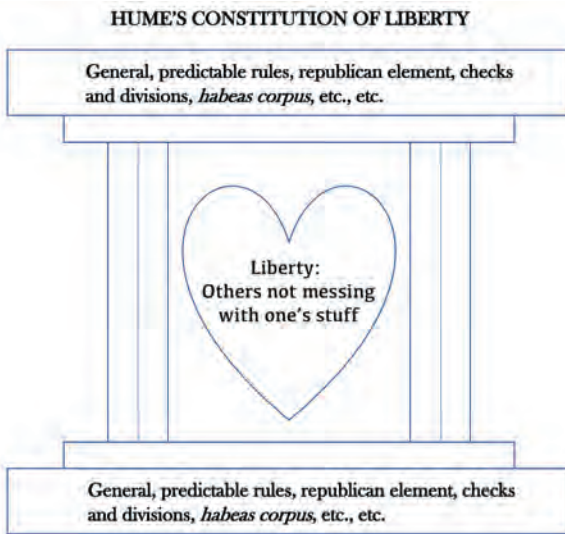 HUME'S CONSTITUTION OF LIBERTY
General, predictable rules, republican element, checks
and divisions, habeas corpus, etc., etc.
Liberty:
Others not messing
with one's stuff
General, predictable rules, republican element, checks
and divisions, habeas corpus, etc., etc.